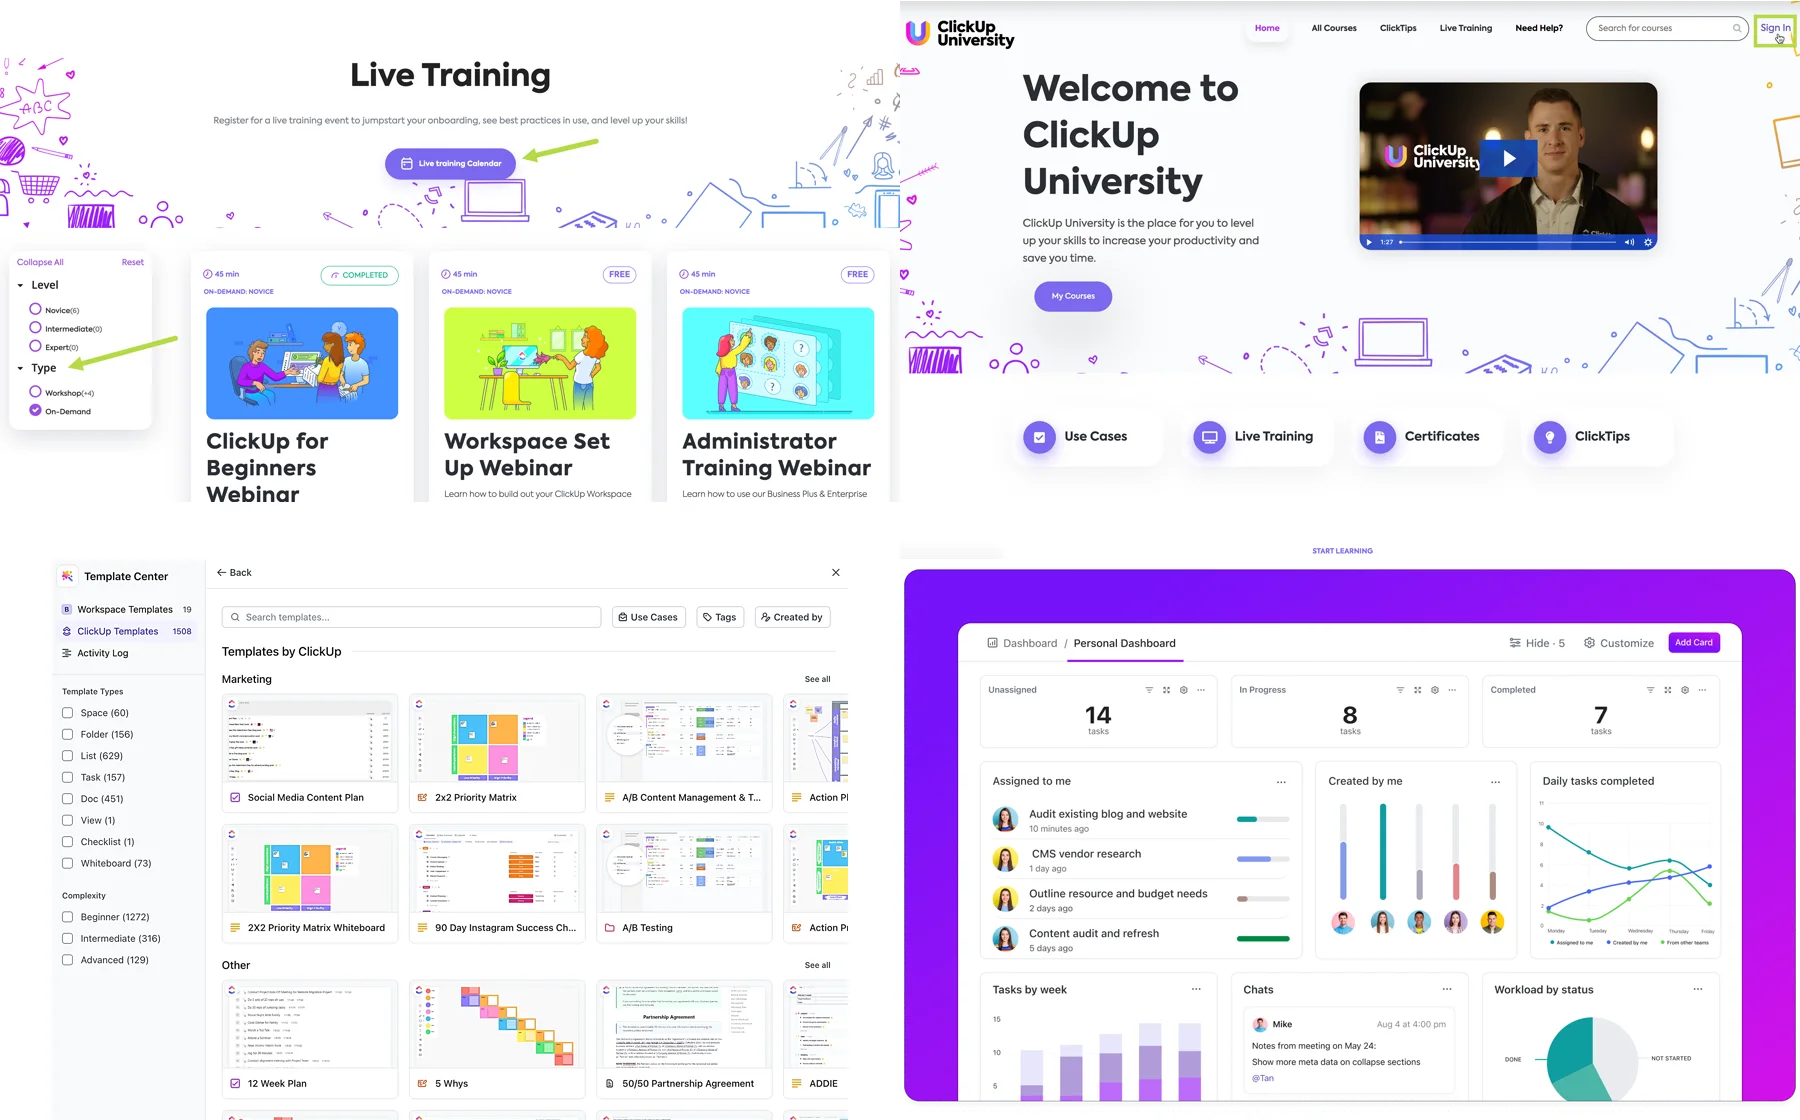 Live Training
Register for a live training event to jumpstart your onboarding, see best practices in use, and level up your skills!
Live training Calendar
ABC
Collapse All
Reset
Level
Novice(6)
Intermediate(0)
Expert(0)
Type
Workshop(+4)
On-Demand
45 min
COMPLETED
ON-DEMAND: NOVICE
ClickUp for
Beginners
Webinar
45 min
FREE
ON-DEMAND: NOVICE
Workspace Set
Up Webinar
Learn how to build out your ClickUp Workspace
45 min
FREE
ON-DEMAND: NOVICE
Administrator
Training Webinar
Learn how to use our Business Plus & Enterprise
ClickUp
University
Home
All Courses
ClickTips
Live Training
Need Help?
Search for courses
Sign In
Welcome to
ClickUp
University
ClickUp University is the place for you to level
up your skills to increase your productivity and
save you time.
My Courses
ClickUp
University
1:27
Use Cases
Live Training
Certificates
ClickTips
START LEARNING
Template Center
Workspace Templates 19
ClickUp Templates 1508
Activity Log
Template Types
Space (60)
Folder (156)
List (629)
Task (157)
Doc (451)
View (1)
Checklist (1)
Whiteboard (73)
Complexity
Beginner (1272)
Intermediate (316)
Advanced (129)
Back
Search templates...
Use Cases
Tags
Created by
Templates by ClickUp
Marketing
See all
Social Media Content Plan
2x2 Priority Matrix
A/B Content Management & T...
Action Pl
2X2 Priority Matrix Whiteboard
90 Day Instagram Success Ch...
A/B Testing
Action Pr
Other
See all
Partnership Agreement
12 Week Plan
5 Whys
50/50 Partnership Agreement
ADDIE
Dashboard / Personal Dashboard
Hide · 5
Customize
Add Card
Unassigned
14
tasks
In Progress
8
tasks
Completed
7
tasks
Assigned to me
Audit existing blog and website
10 minutes ago
CMS vendor research
1 day ago
Outline resource and budget needs
2 days ago
Content audit and refresh
5 days ago
Created by me
Daily tasks completed
11
10
8
6
4
2
0
Monday
Tuesday
Wednesday
Thursday
Friday
Assigned to me
Created by me
From other teams
Tasks by week
15
10
5
Chats
Mike
Aug 4 at 4:00 pm
Notes from meeting on May 24:
Show more meta data on collapse sections
@Tan
Workload by status
DONE
NOT STARTED